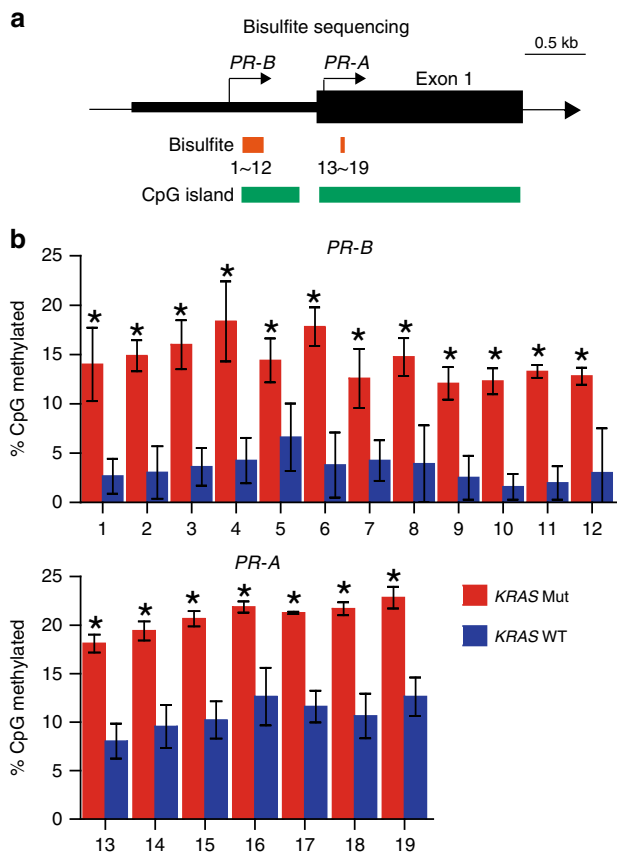 a
Bisulfite sequencing
0.5 kb
PR-B PR-A
Exon 1
Bisulfite
1~12 13~19
CpG island
b
PR-B
% CpG methylated
25
20
15
10
5
0
* * * * * * * * * * * *
1 2 3 4 5 6 7 8 9 10 11 12
PR-A
% CpG methylated
25
20
15
10
5
0
* * * * * * *
13 14 15 16 17 18 19
KRAS Mut
KRAS WT